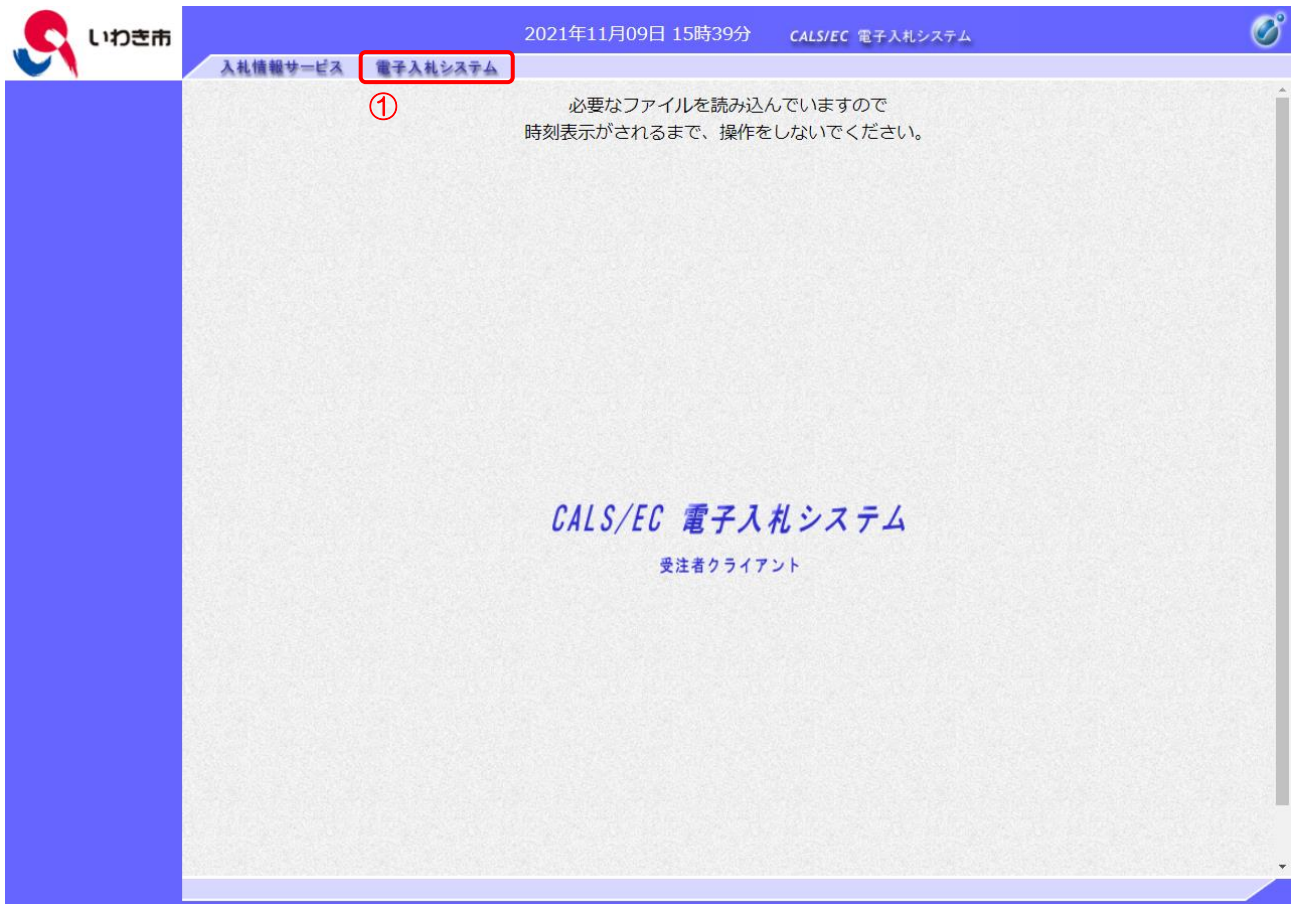 いわき市
2021年11月09日 15時39分 CALS/EC 電子入札システム
入札情報サービス 電子入札システム
①
必要なファイルを読み込んでいますので
時刻表示がされるまで、操作をしないでください。
CALS/EC 電子入札システム
受注者クライアント